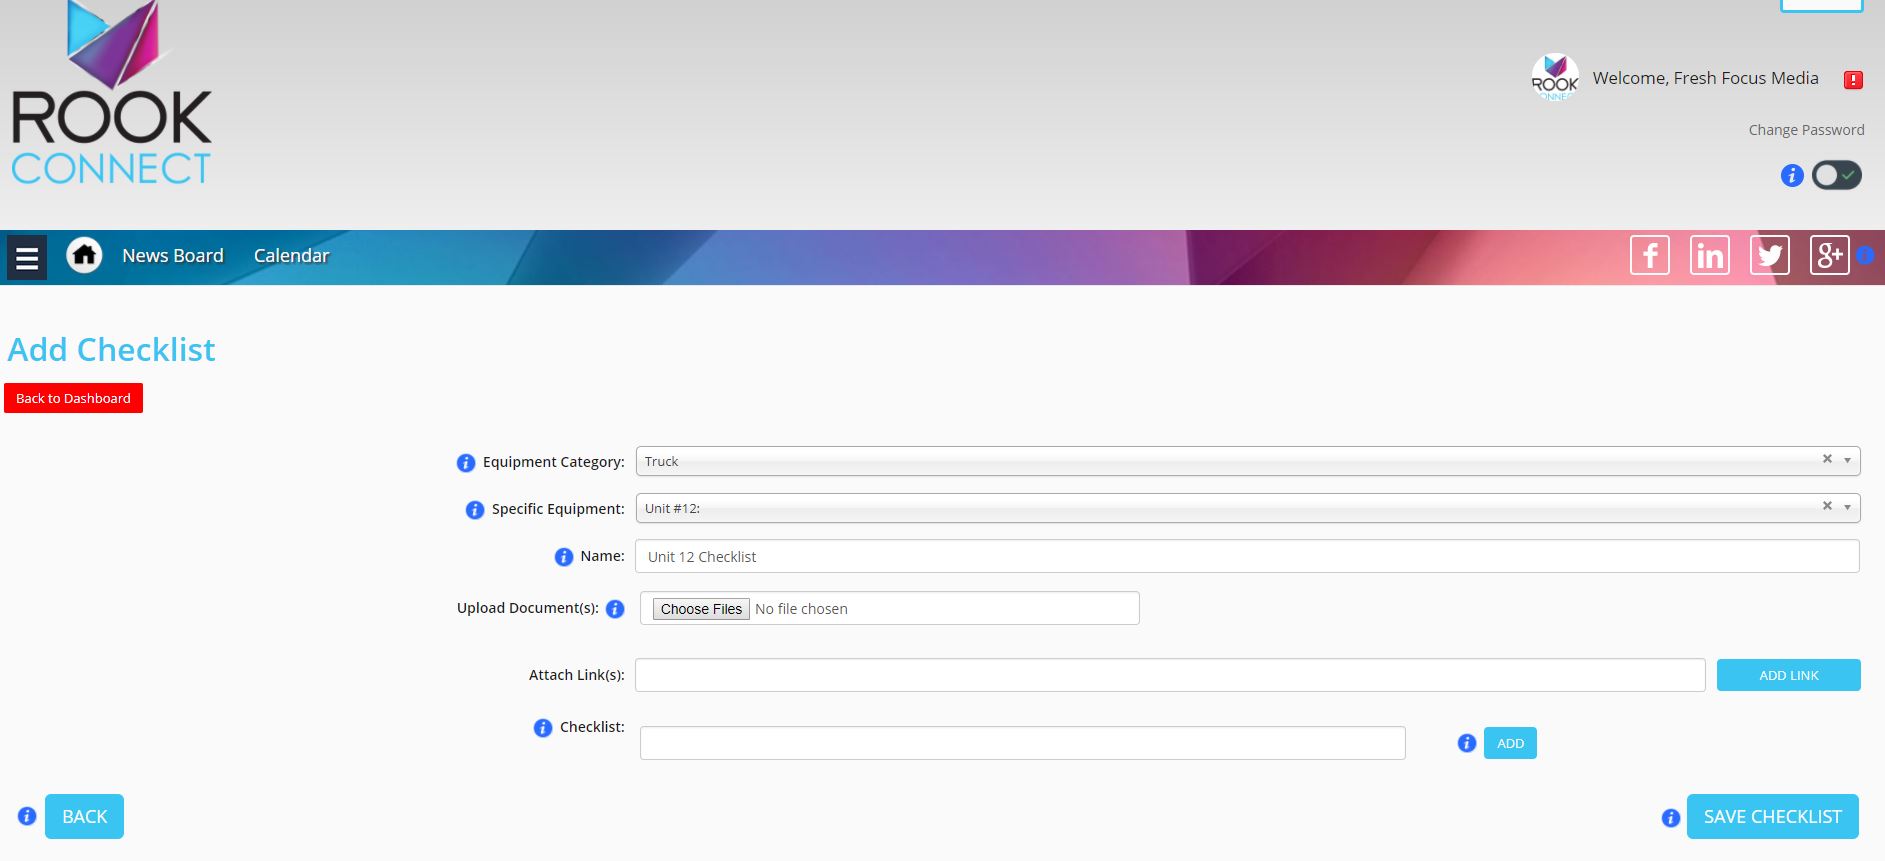 ROOK
CONNECT
ROOK
CONNECT
Welcome, Fresh Focus Media
Change Password
News Board
Calendar
Add Checklist
Back to Dashboard
Equipment Category:
Truck
Specific Equipment:
Unit #12:
Name:
Unit 12 Checklist
Upload Document(s):
Choose Files No file chosen
Attach Link(s):
ADD LINK
Checklist:
ADD
BACK
SAVE CHECKLIST